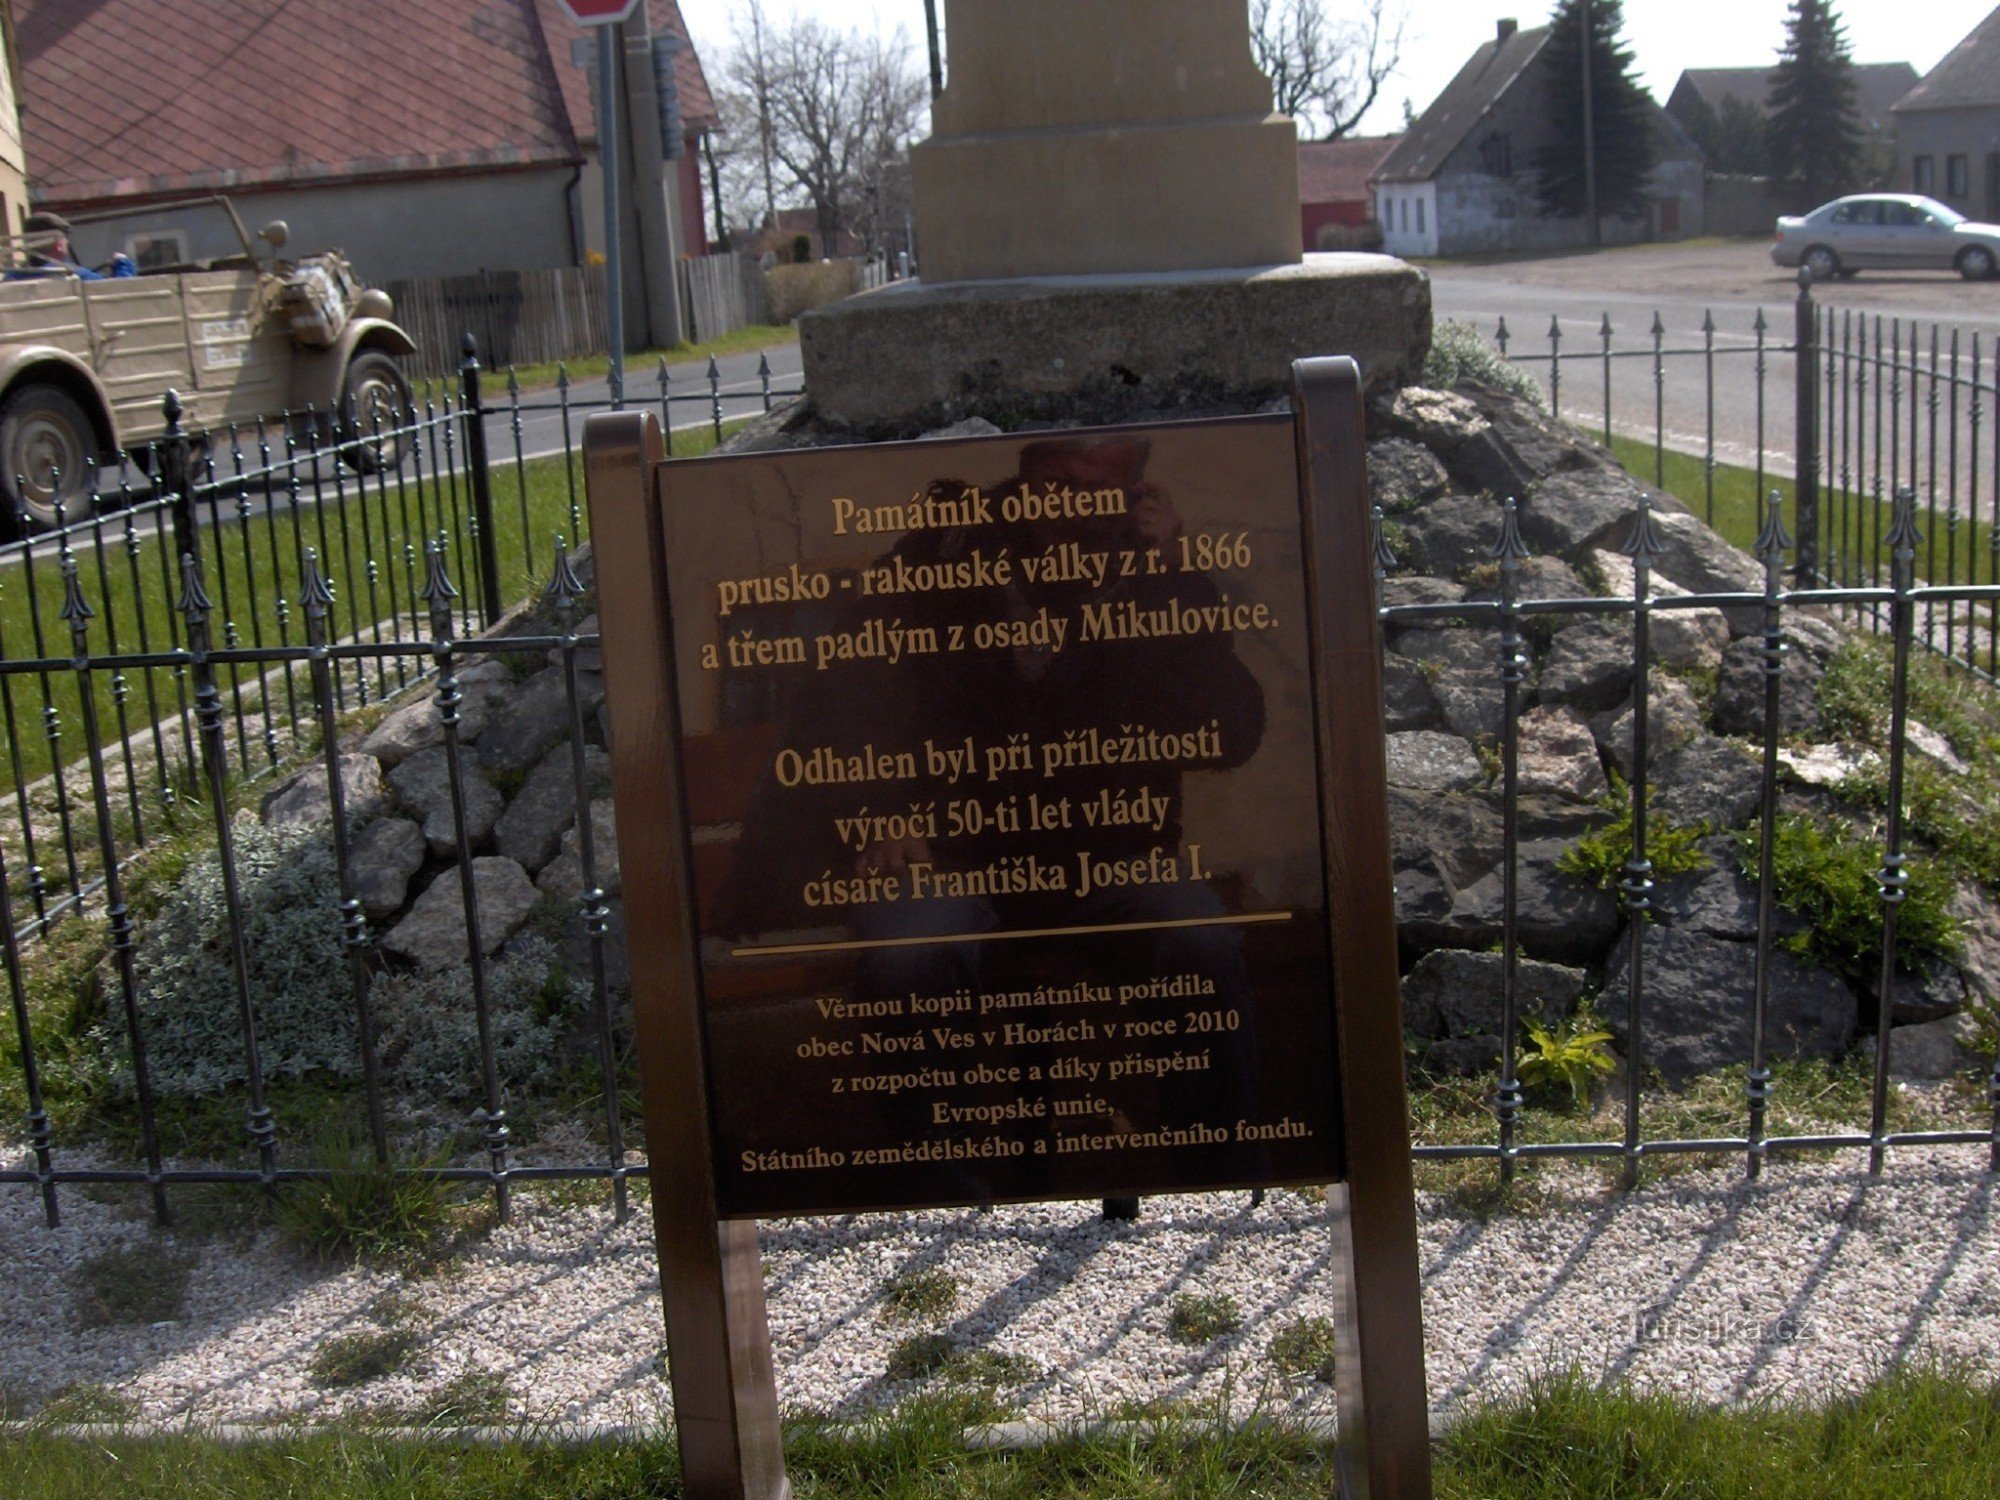 Památník obětem
prusko - rakouské války z r. 1866
a třem padlým z osady Mikulovice.
Odhalen byl při příležitosti
výročí 50-ti let vlády
císaře Františka Josefa I.
Věrnou kopii památníku pořídila
obec Nová Ves v Horách v roce 2010
z rozpočtu obce a díky přispění
Evropské unie,
Státního zemědělského a intervenčního fondu.
Turistika.cz